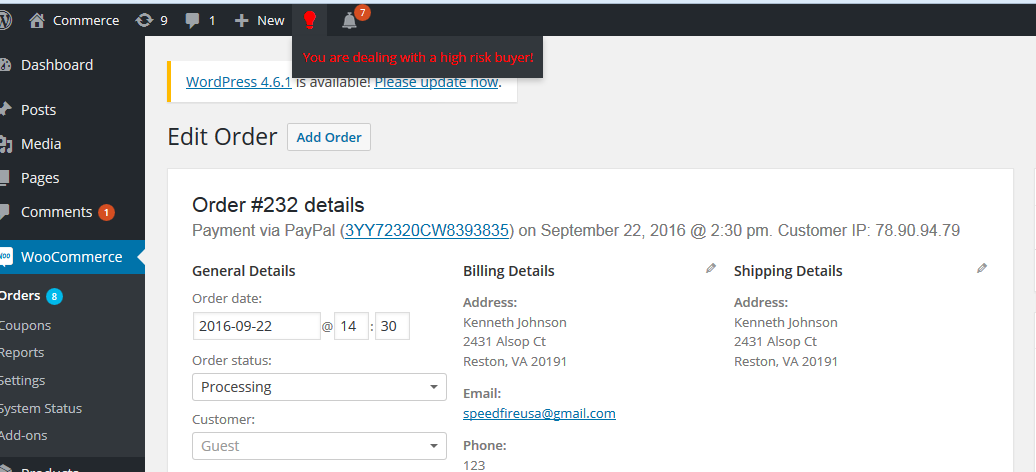 Commerce 9 1 New 7
You are dealing with a high risk buyer!
WordPress 4.6.1 is available! Please update now.
Dashboard
Posts
Media
Pages
Comments 1
WooCommerce
Orders 8
Coupons
Reports
Settings
System Status
Add-ons
Products
Edit Order Add Order
Order #232 details
Payment via PayPal (3YY72320CW8393835) on September 22, 2016 @ 2:30 pm. Customer IP: 78.90.94.79
General Details
Order date:
2016-09-22 @ 14 : 30
Order status:
Processing
Customer:
Guest
Billing Details
Address:
Kenneth Johnson
2431 Alsop Ct
Reston, VA 20191
Email:
speedfireusa@gmail.com
Phone:
123
Shipping Details
Address:
Kenneth Johnson
2431 Alsop Ct
Reston, VA 20191